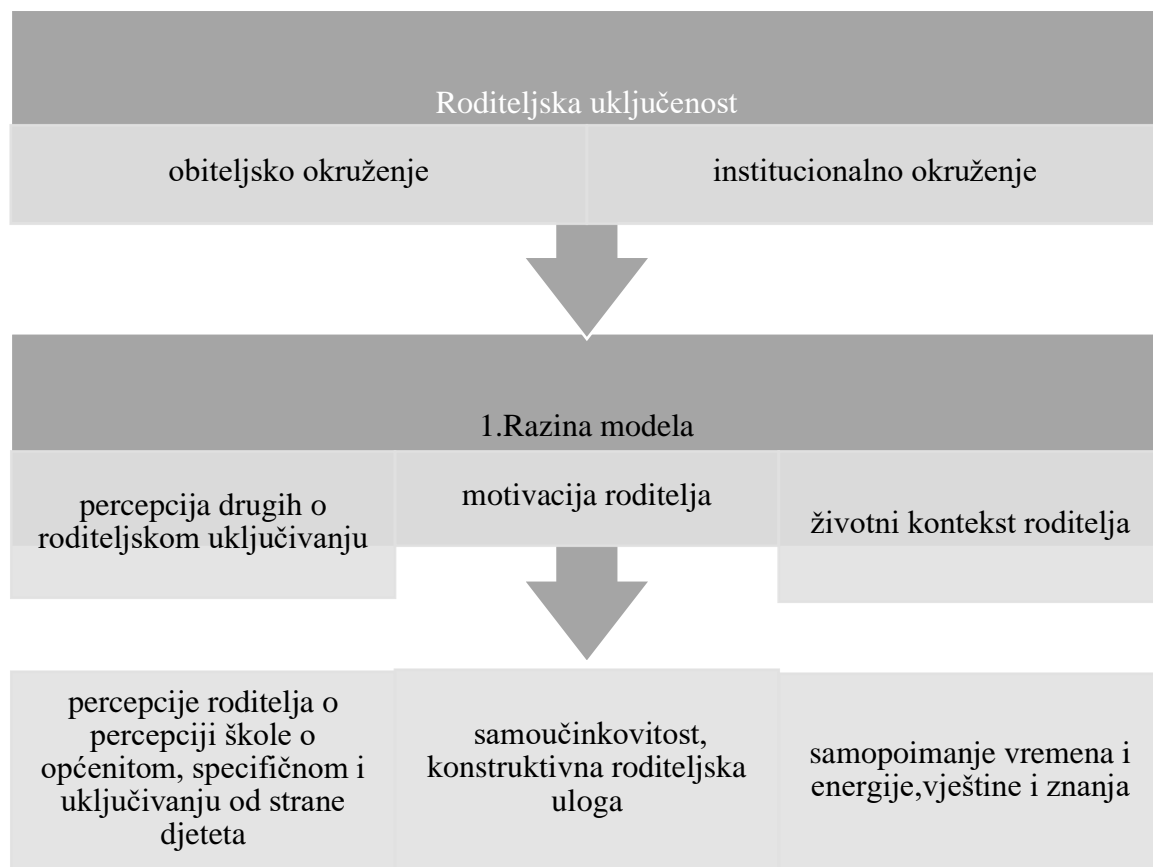 Roditeljska uključenost
obiteljsko okruženje
institucionalno okruženje
1.Razina modela
percepcija drugih o
roditeljskom uključivanju
motivacija roditelja
životni kontekst roditelja
percepcije roditelja o
percepciji škole o
općenitom, specifičnom i
uključivanju od strane
djeteta
samoučinkovitost,
konstruktivna roditeljska
uloga
samopoimanje vremena i
energije,vještine i znanja